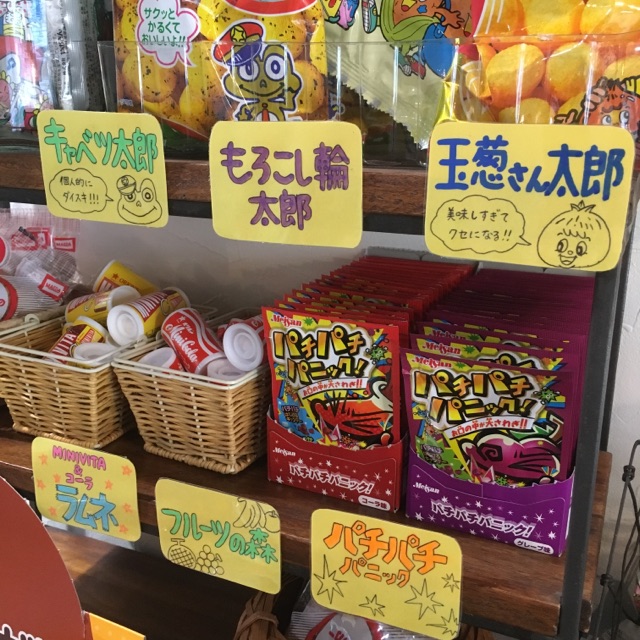 サクッと
かるくて
おいしいよ!!
キャベツ太郎
個人的に
ダイスキ!!!
もろこし輪
太郎
玉葱さん太郎
美味しすぎて
クセになる!!
Meisan
パチパチ
パニック!
お口の中が大さわぎ!!
パチパチパニック!
コーラ味
Meisan
パチパチ
パニック!
お口の中が大さわぎ!!
Meisan
パチパチパニック!
グレープ味
MINIVITA
&
コーラ
ラムネ
フルーツの森
パチパチ
パニック